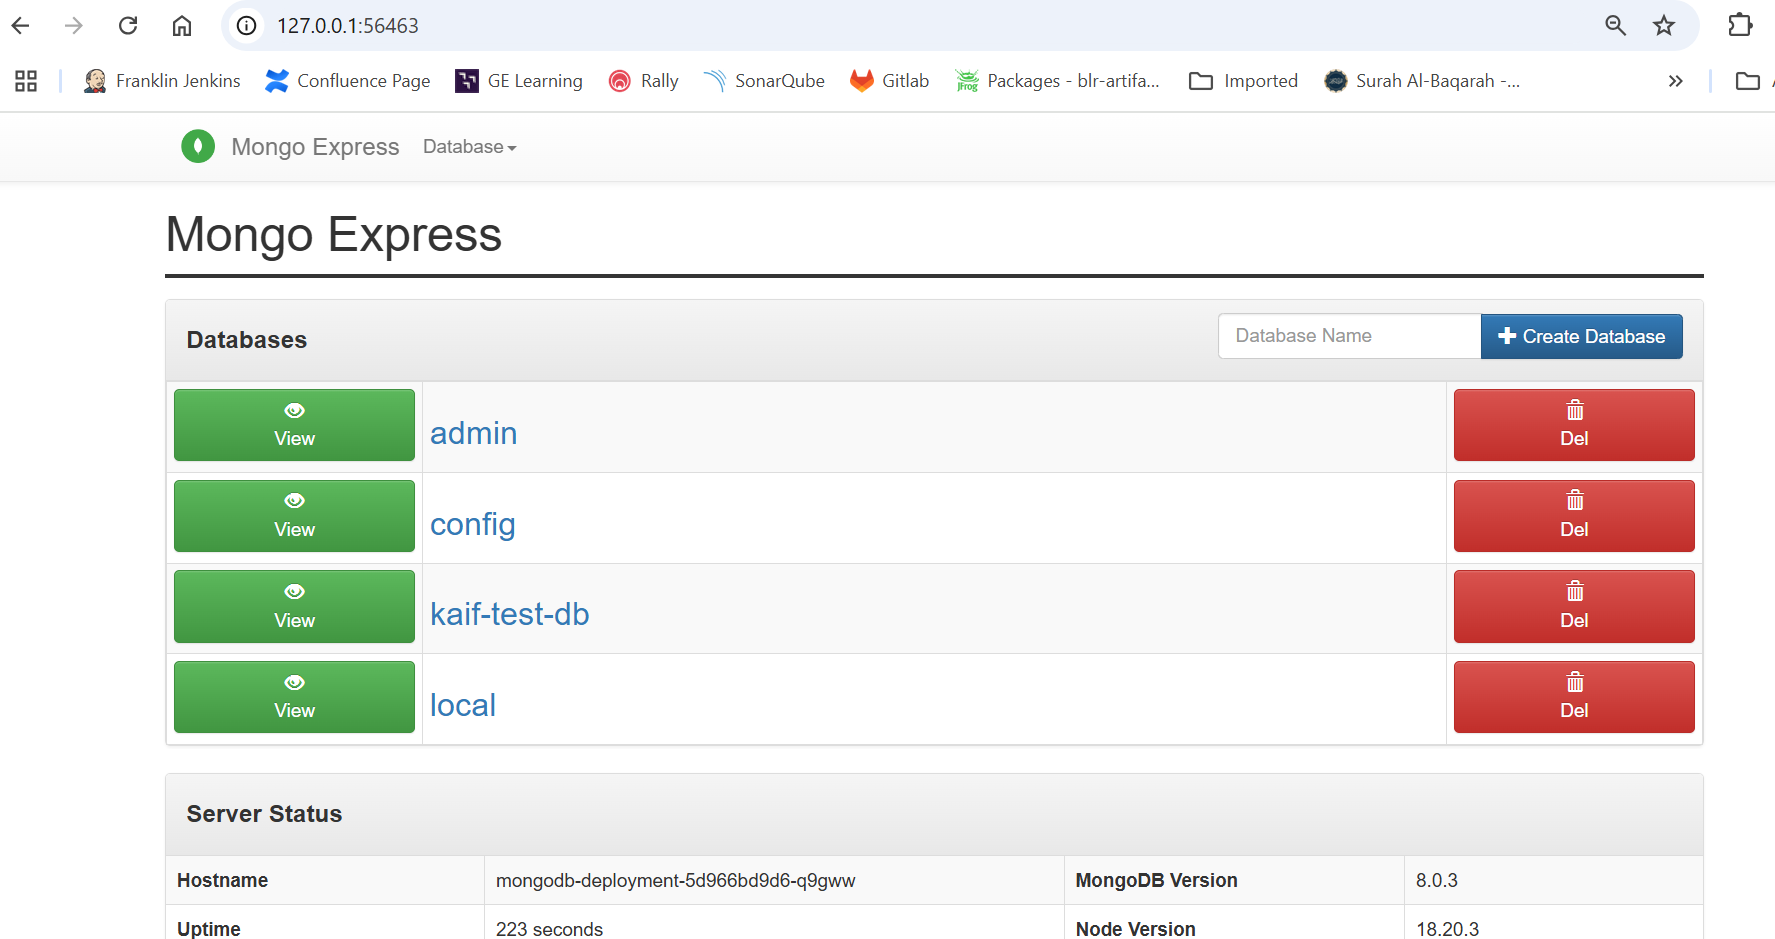 127.0.0.1:56463
Franklin Jenkins Confluence Page GE Learning Rally SonarQube Gitlab JFrog Packages - blr-artifa... Imported Surah Al-Baqarah -...
Mongo Express Database
Mongo Express
Databases Database Name Create Database
View admin Del
View config Del
View kaif-test-db Del
View local Del
Server Status
Hostname mongodb-deployment-5d966bd9d6-q9gww MongoDB Version 8.0.3
Uptime 223 seconds Node Version 18.20.3